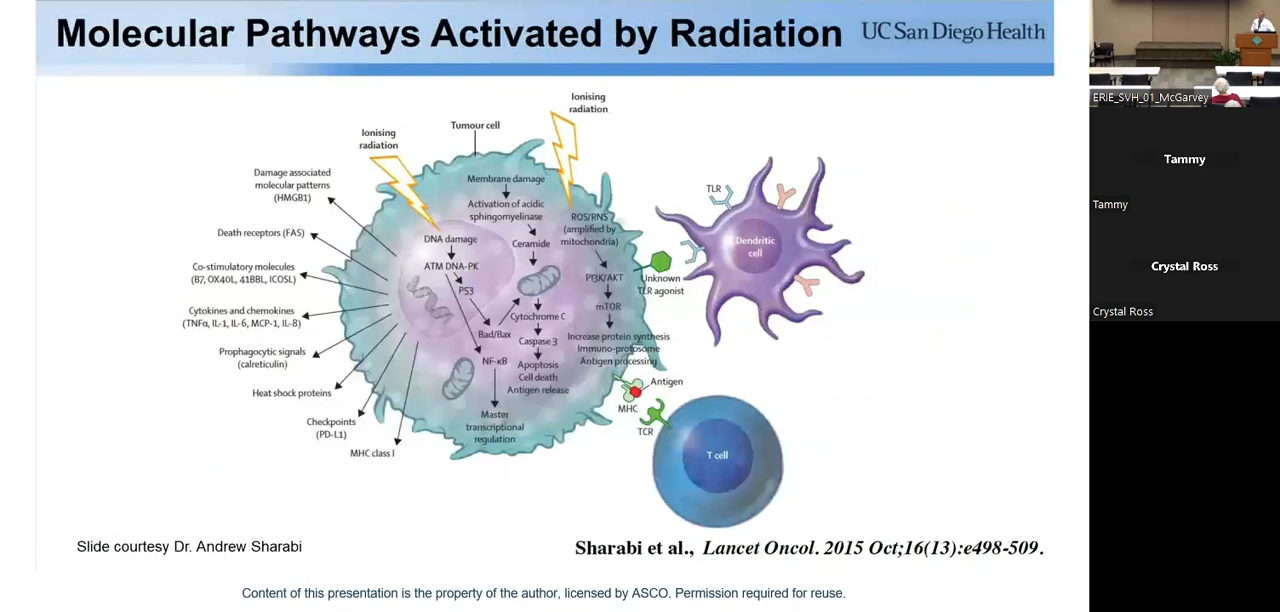 Molecular Pathways Activated by Radiation
UC San Diego Health
Ionising
radiation
Tumour cell
Ionising
radiation
Damage associated
molecular patterns
(HMGB1)
Death receptors (FAS)
Co-stimulatory molecules
(B7, OX40L, 41BBL, ICOSL)
Cytokines and chemokines
(TNFα, IL-1, IL-6, MCP-1, IL-8)
Prophagocytic signals
(calreticulin)
Heat shock proteins
Checkpoints
(PD-L1)
MHC class I
Membrane damage
Activation of acidic
sphingomyelinase
Ceramide
DNA damage
ATM DNA-PK
P53
Bad/Bax
NF-κB
Master
transcriptional
regulation
Cytochrome C
Caspase 3
Apoptosis
Cell death
Antigen release
ROS/RNS
(amplified by
mitochondria)
PI3K/AKT
mTOR
Increase protein synthesis
Immuno-protosome
Antigen processing
Unknown
TLR agonist
TLR
Dendritic
cell
Antigen
MHC
TCR
T cell
Slide courtesy Dr. Andrew Sharabi
Sharabi et al., Lancet Oncol. 2015 Oct;16(13):e498-509.
Content of this presentation is the property of the author, licensed by ASCO. Permission required for reuse.
ERIE_SVH_01_McGarvey
Tammy
Tammy
Crystal Ross
Crystal Ross